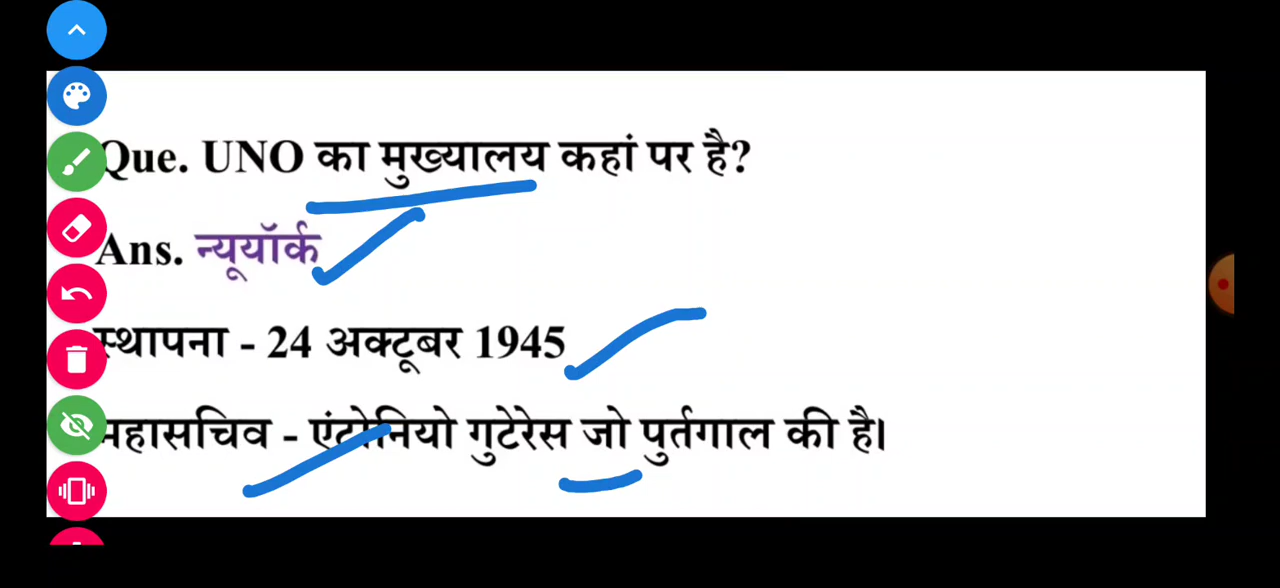 Que. UNO का मुख्यालय कहां पर है?
Ans. न्यूयॉर्क
स्थापना - 24 अक्टूबर 1945
महासचिव - एंटोनियो गुटेरेस जो पुर्तगाल की है।